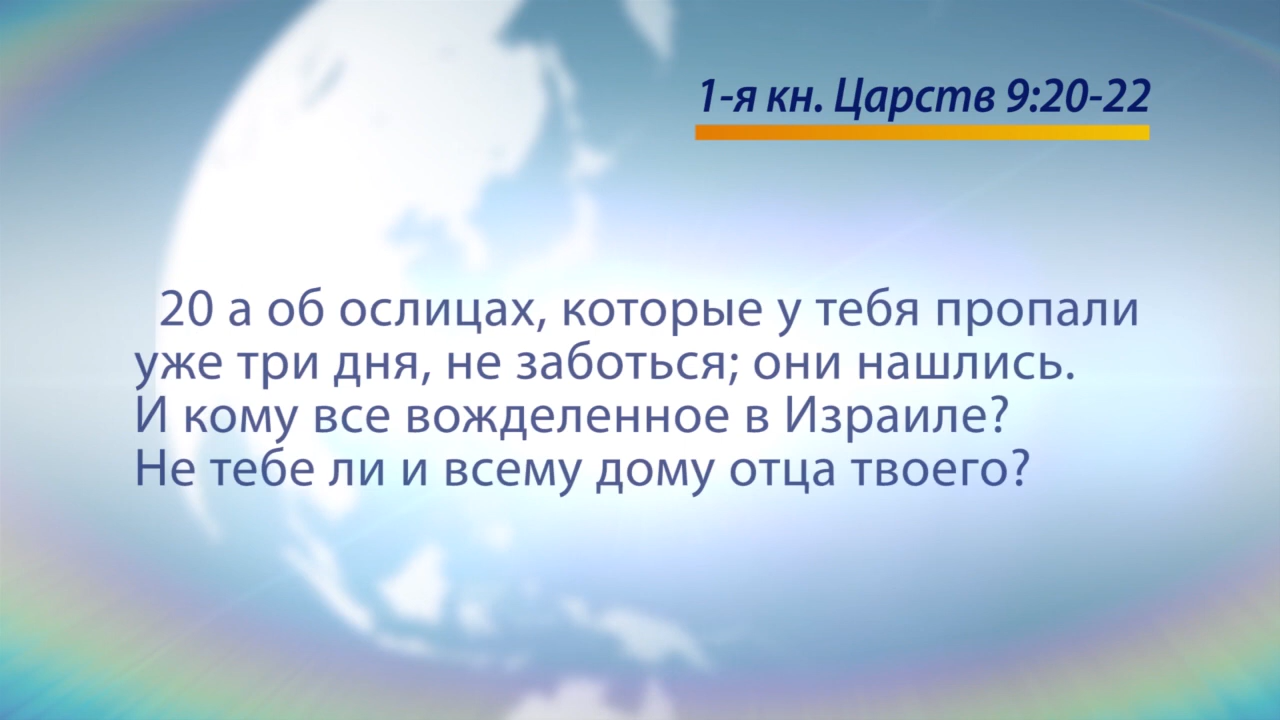 1-я кн. Царств 9:20-22
20 а об ослицах, которые у тебя пропали
уже три дня, не заботься; они нашлись.
И кому все вожделенное в Израиле?
Не тебе ли и всему дому отца твоего?